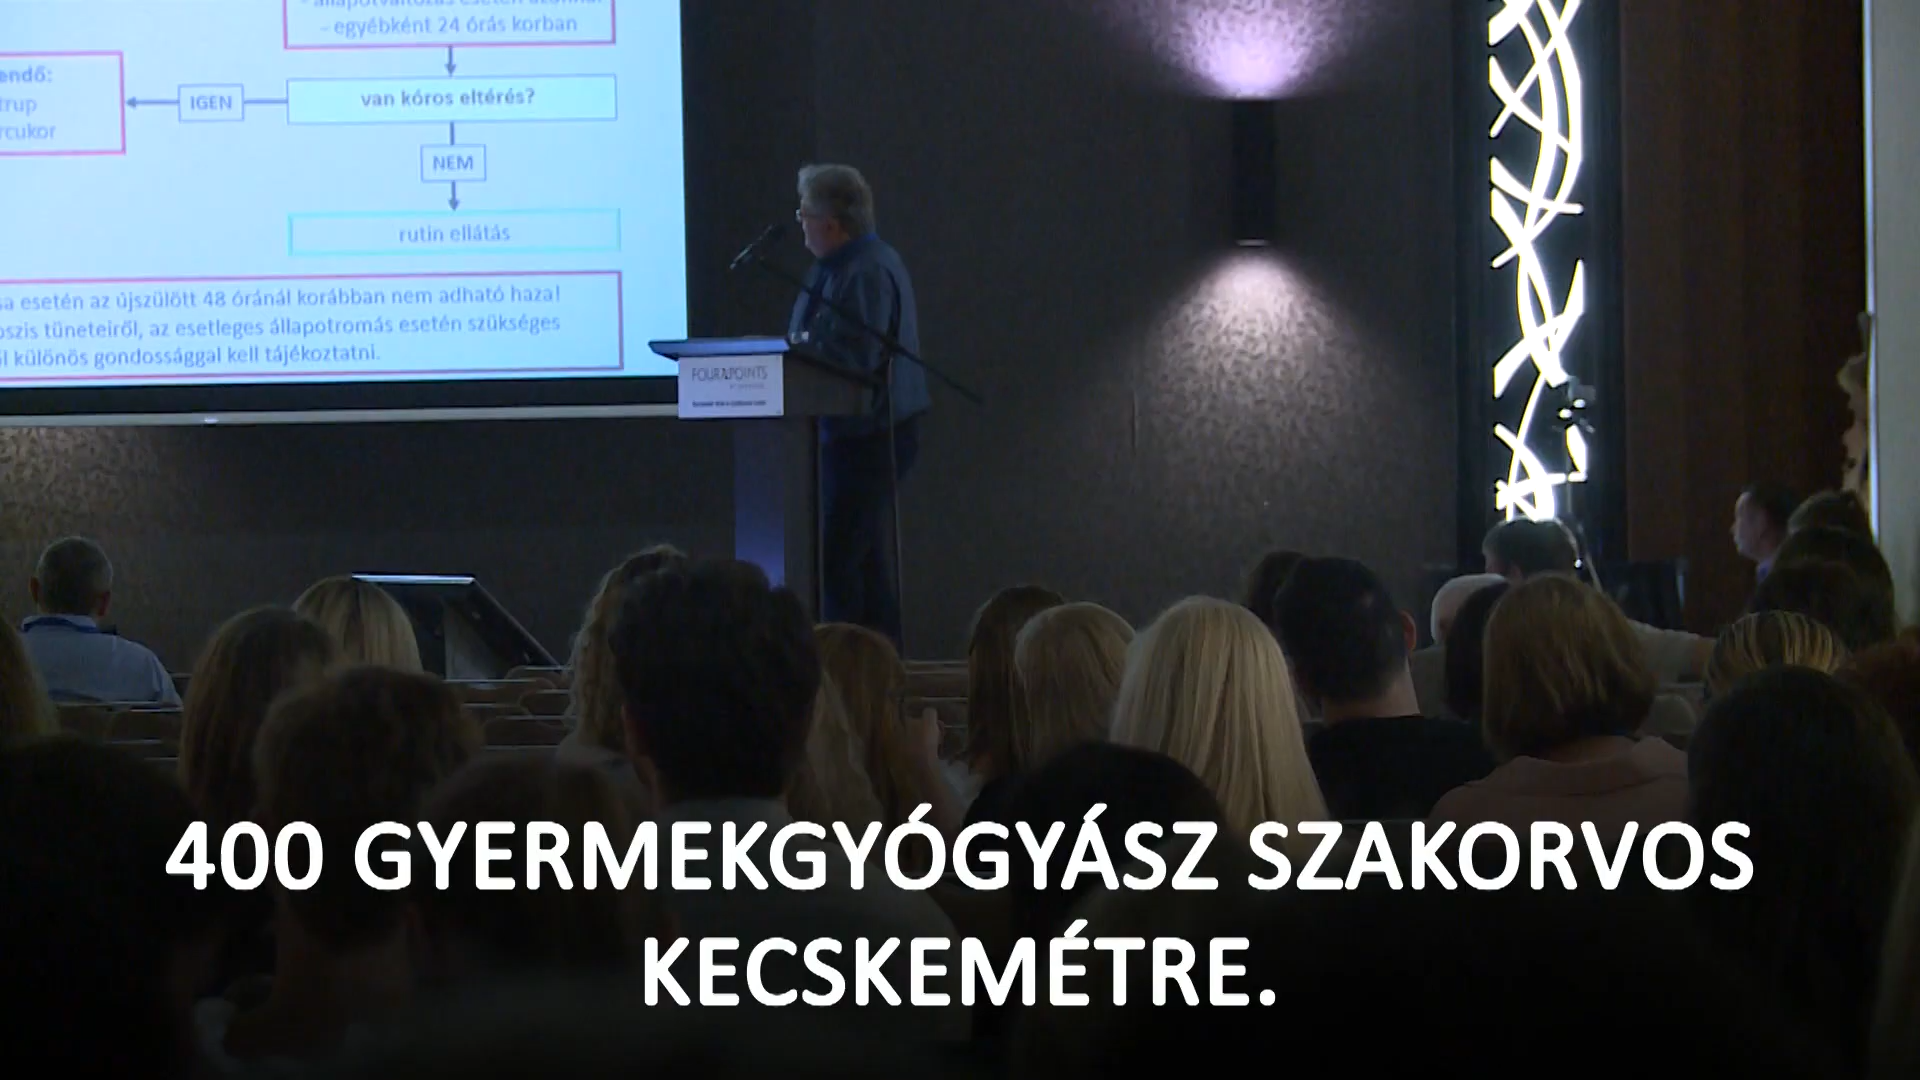 – egyébként 24 órás korban
endő:
trup
rcukor
IGEN
van kóros eltérés?
NEM
rutin ellátás
sa esetén az újszülött 48 óránál korábban nem adható haza!
oszis tüneteiről, az esetleges állapotromás esetén szükséges
ől különös gondossággal kell tájékoztatni.
FOUR POINTS
400 GYERMEKGYÓGYÁSZ SZAKORVOS
KECSKEMÉTRE.